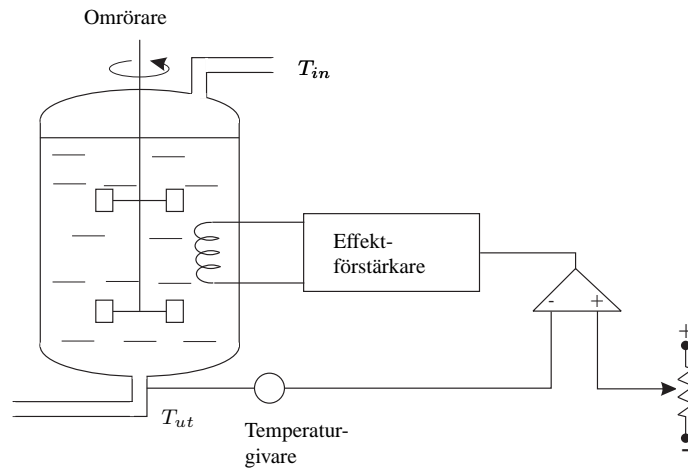 Omrörare
T_in
Effekt-
förstärkare
- +
+
-
T_ut
Temperatur-
givare